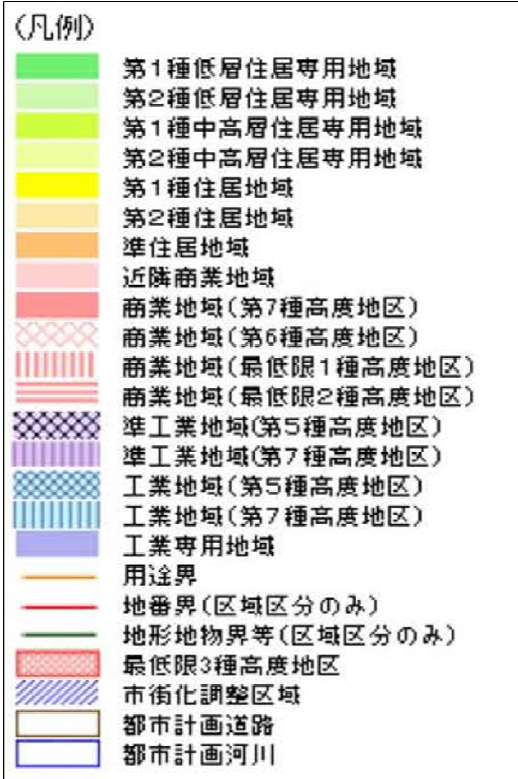 (凡例)
第1種低層住居専用地域
第2種低層住居専用地域
第1種中高層住居専用地域
第2種中高層住居専用地域
第1種住居地域
第2種住居地域
準住居地域
近隣商業地域
商業地域(第7種高度地区)
商業地域(第6種高度地区)
商業地域(最低限1種高度地区)
商業地域(最低限2種高度地区)
準工業地域(第5種高度地区)
準工業地域(第7種高度地区)
工業地域(第5種高度地区)
工業地域(第7種高度地区)
工業専用地域
用途界
地番界(区域区分のみ)
地形地物界等(区域区分のみ)
最低限3種高度地区
市街化調整区域
都市計画道路
都市計画河川